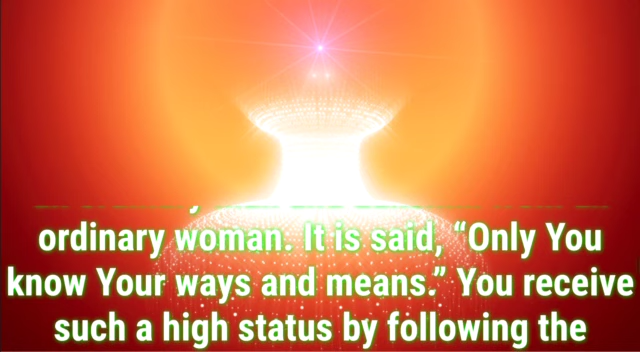 ordinary woman. It is said, “Only You
know Your ways and means.” You receive
such a high status by following the